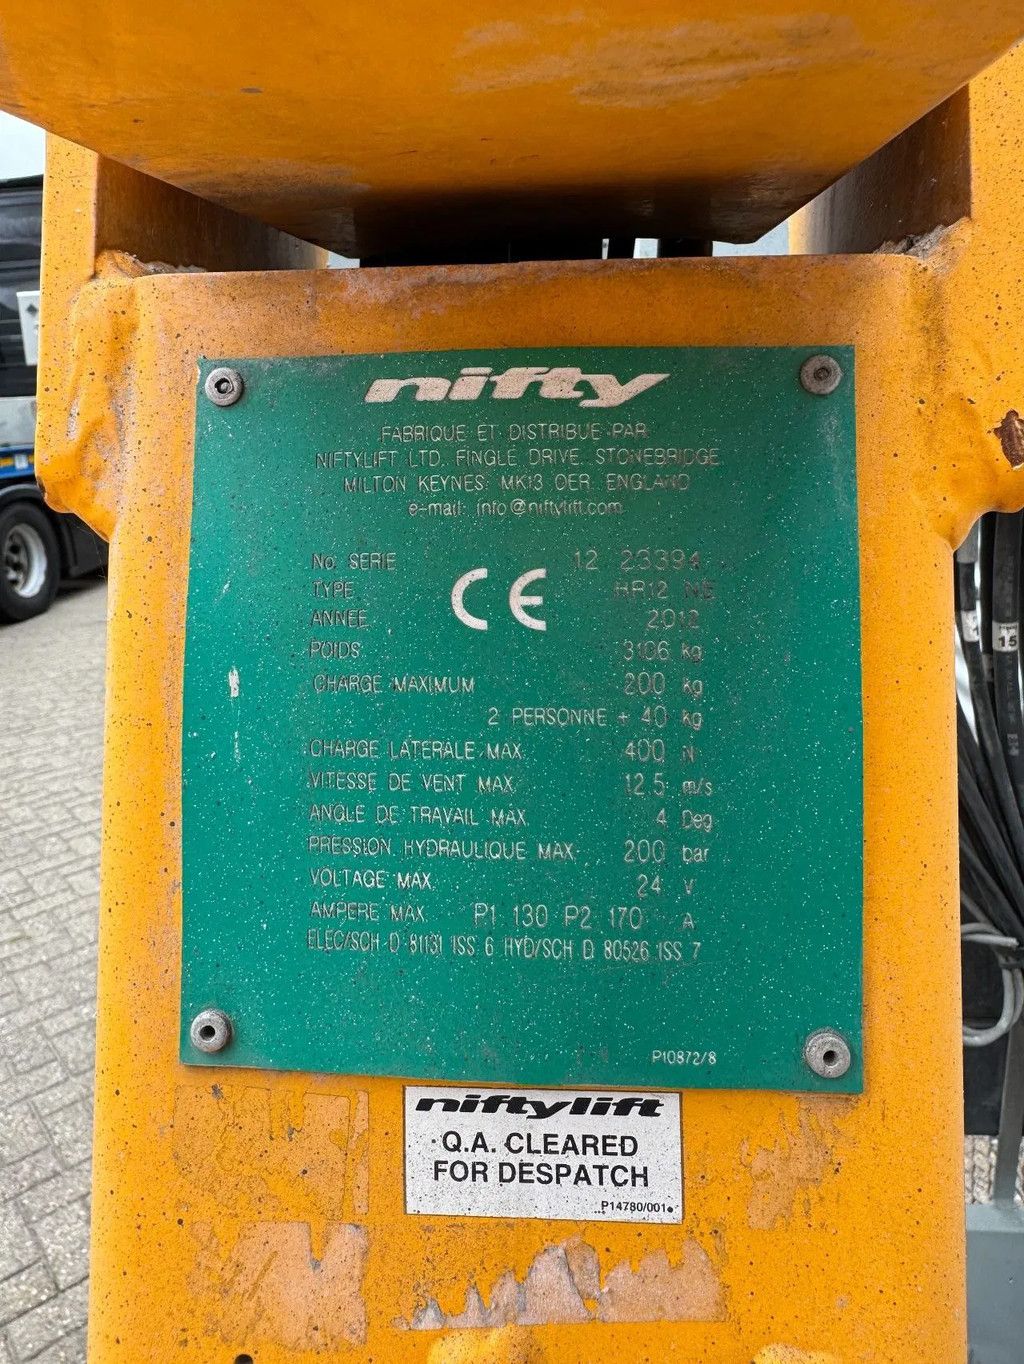 nifty
FABRIQUE ET DISTRIBUE PAR
NIFTYLIFT LTD. FINGLE DRIVE. STONEBRIDGE
MILTON KEYNES. MK13 OER. ENGLAND
e-mail: info@niftylift.com
No. SERIE 12 23394
TYPE HR12 NE
ANNEE 2012
POIDS 3106 kg
CHARGE MAXIMUM 200 kg
2 PERSONNE + 40 kg
CHARGE LATERALE MAX. 400 N
VITESSE DE VENT MAX. 12.5 m/s
ANGLE DE TRAVAIL MAX. 4 Deg
PRESSION HYDRAULIQUE MAX. 200 bar
VOLTAGE MAX. 24 V
AMPERE MAX. P1 130 P2 170 A
ELEC/SCH D 81131 ISS 6 HYD/SCH D 80526 ISS 7
CE
P10872/8
niftylift
Q.A. CLEARED
FOR DESPATCH
P14780/001
15